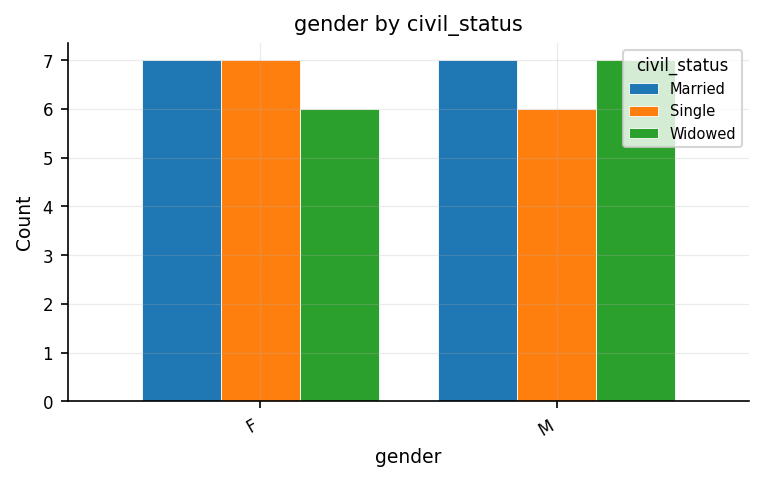 gender by civil_status
civil_status
Married
Single
Widowed
Count
7
6
5
4
3
2
1
0
F
M
gender